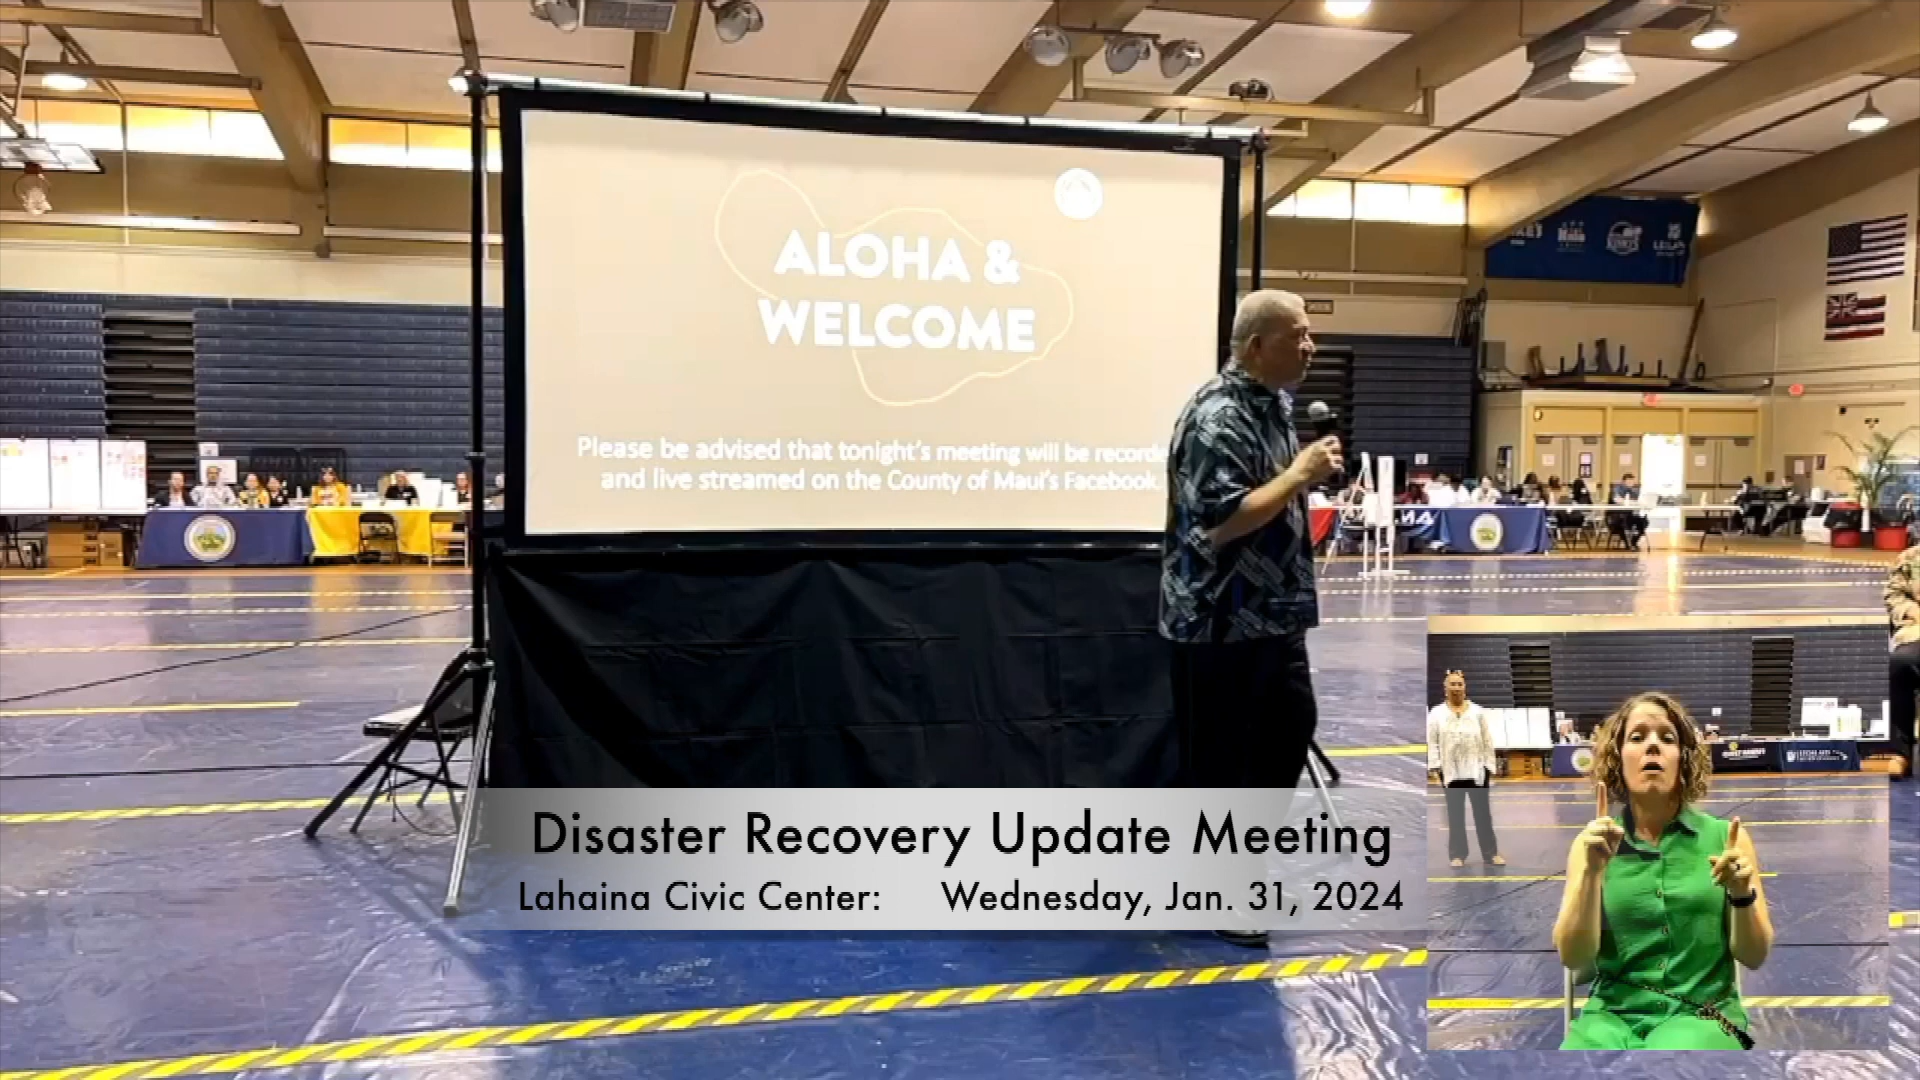 ALOHA &
WELCOME
Please be advised that tonight's meeting will be recorde
and live streamed on the County of Maui's Facebook.
Disaster Recovery Update Meeting
Lahaina Civic Center: Wednesday, Jan. 31, 2024